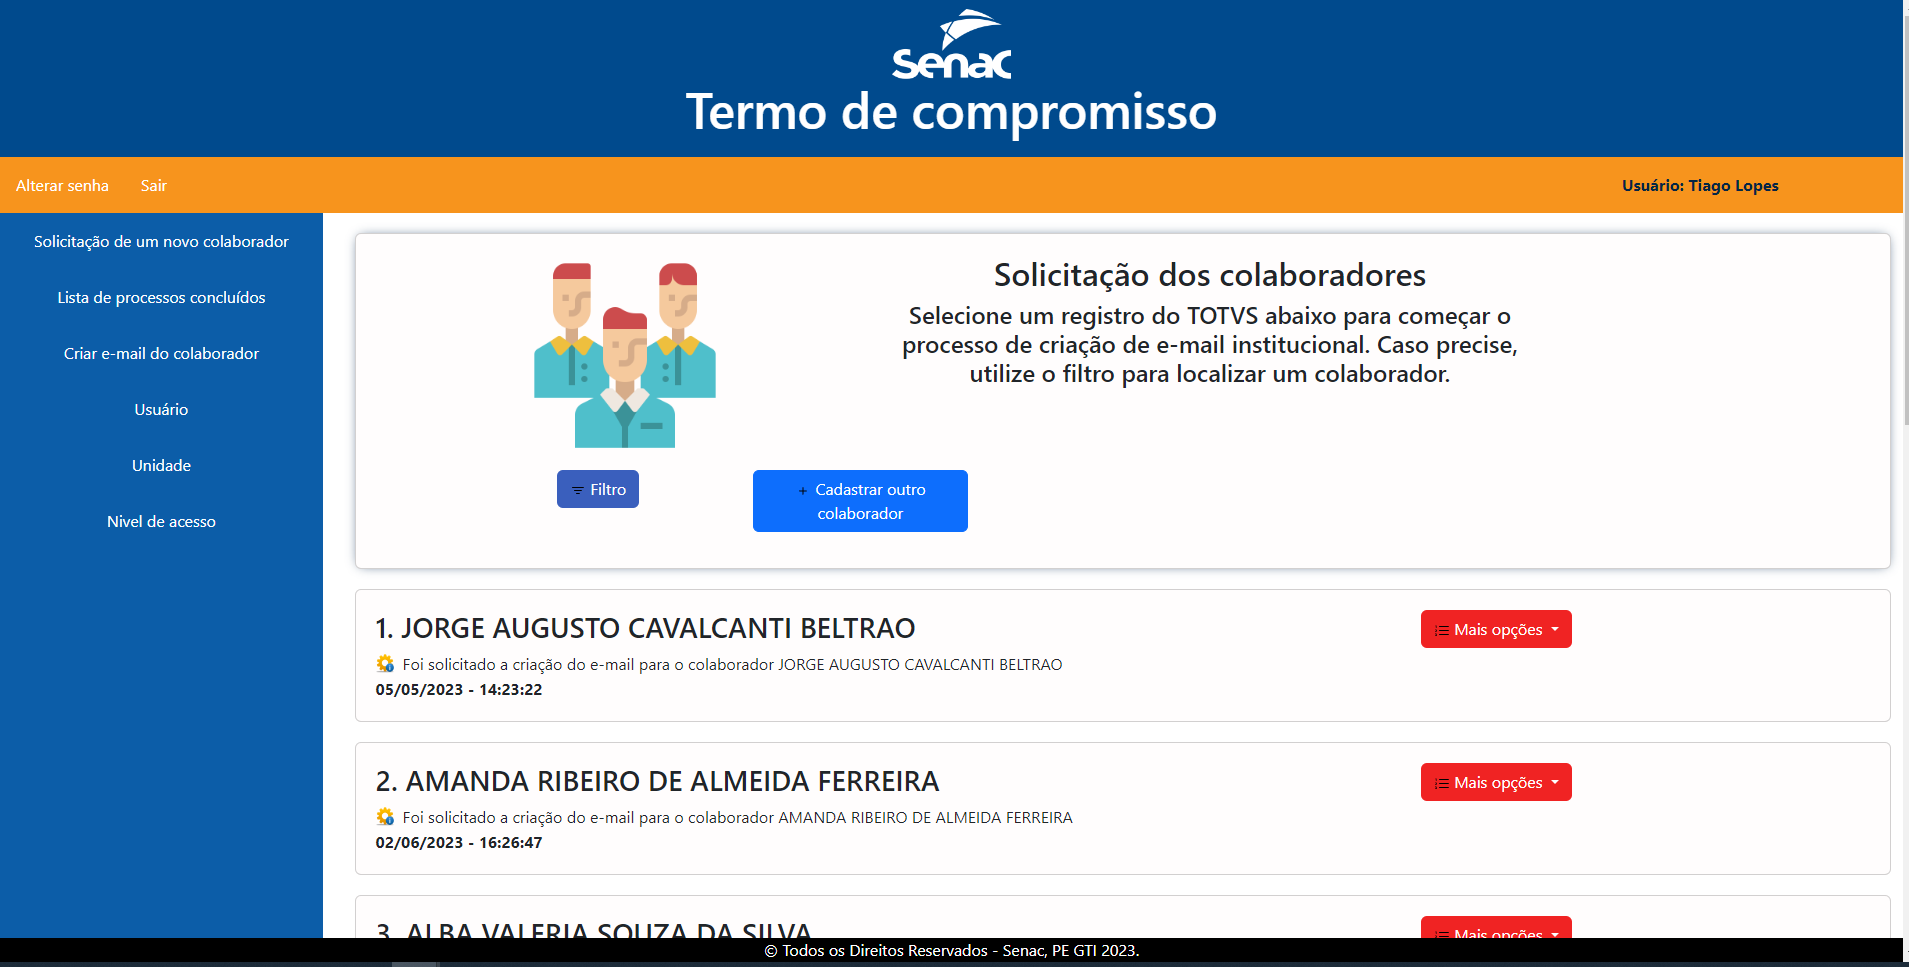 Senac
Termo de compromisso
Alterar senha
Sair
Usuário: Tiago Lopes
Solicitação de um novo colaborador
Lista de processos concluídos
Criar e-mail do colaborador
Usuário
Unidade
Nivel de acesso
Solicitação dos colaboradores
Selecione um registro do TOTVS abaixo para começar o
processo de criação de e-mail institucional. Caso precise,
utilize o filtro para localizar um colaborador.
Filtro
+ Cadastrar outro
colaborador
1. JORGE AUGUSTO CAVALCANTI BELTRAO
Mais opções
Foi solicitado a criação do e-mail para o colaborador JORGE AUGUSTO CAVALCANTI BELTRAO
05/05/2023 - 14:23:22
2. AMANDA RIBEIRO DE ALMEIDA FERREIRA
Mais opções
Foi solicitado a criação do e-mail para o colaborador AMANDA RIBEIRO DE ALMEIDA FERREIRA
02/06/2023 - 16:26:47
3. ALBA VALERIA SOUZA DA SILVA
Mais opções
© Todos os Direitos Reservados - Senac, PE GTI 2023.